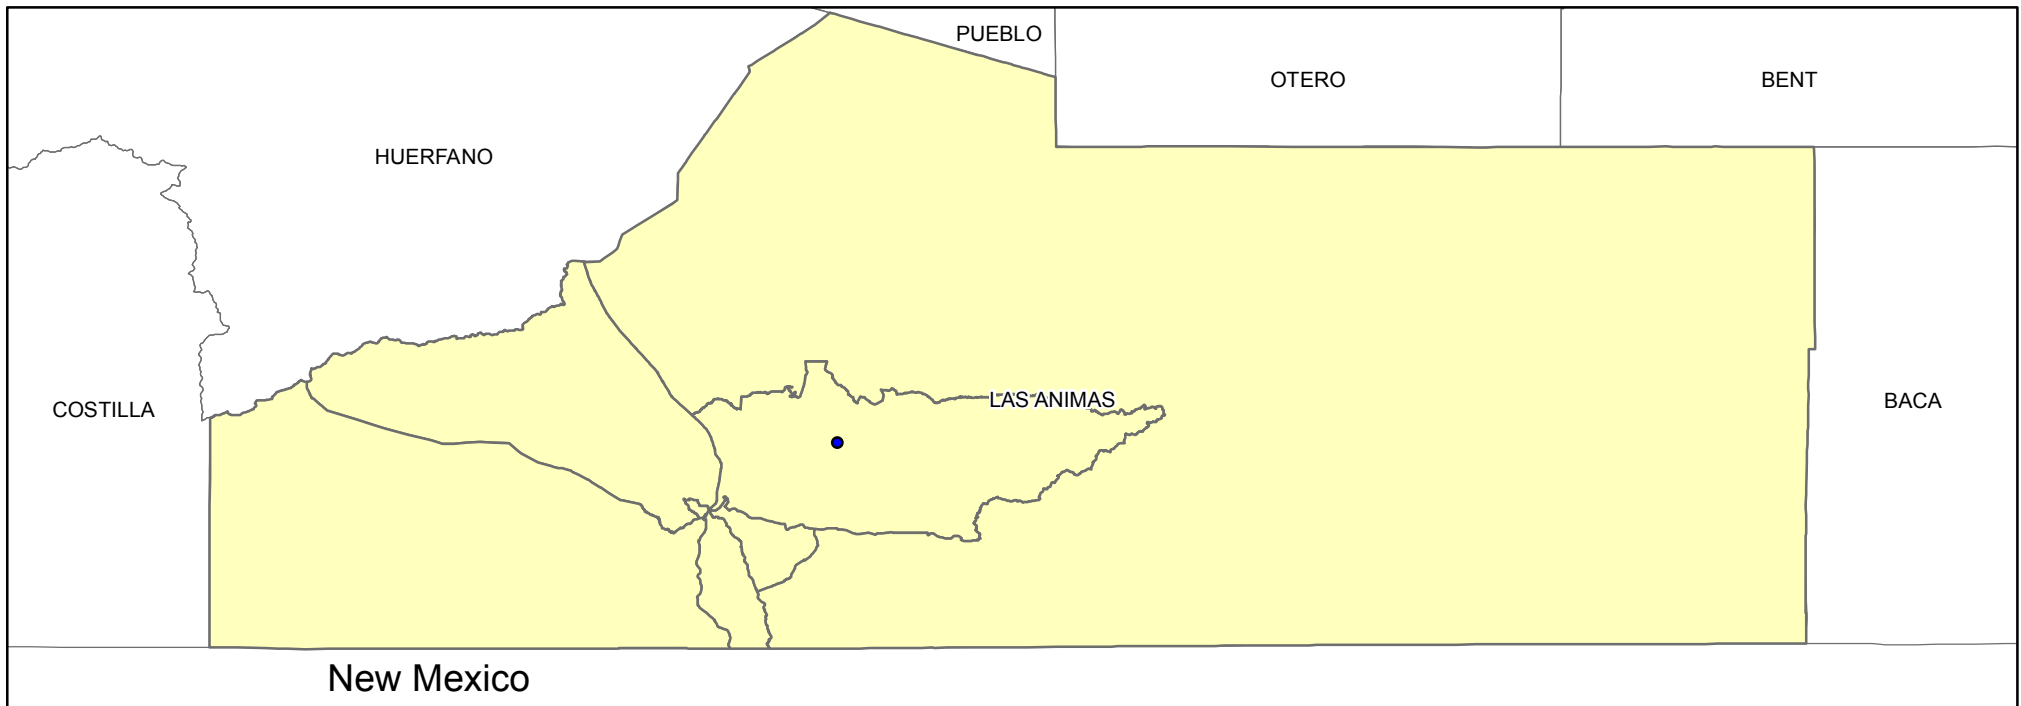 PUEBLO
OTERO
BENT
HUERFANO
LAS ANIMAS
COSTILLA
BACA
New Mexico